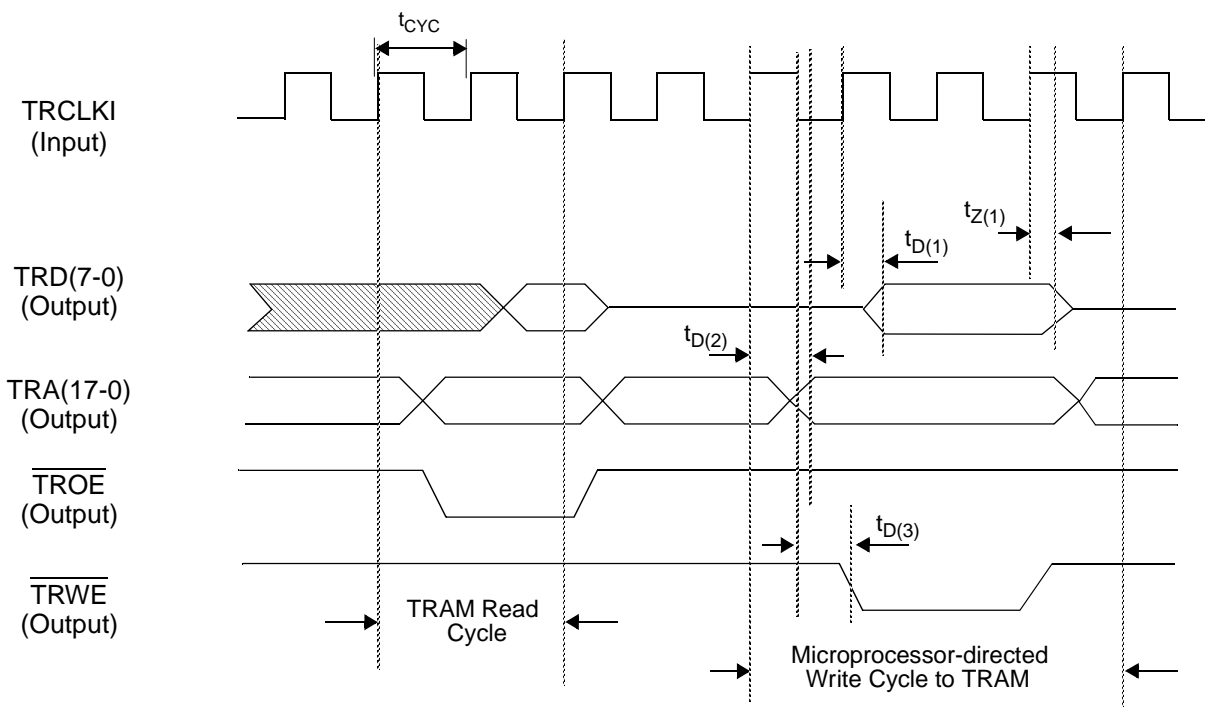 tCYC
TRCLKI
(Input)
tZ(1)
tD(1)
TRD(7-0)
(Output)
tD(2)
TRA(17-0)
(Output)
TROE
(Output)
tD(3)
TRWE
(Output)
TRAM Read
Cycle
Microprocessor-directed
Write Cycle to TRAM